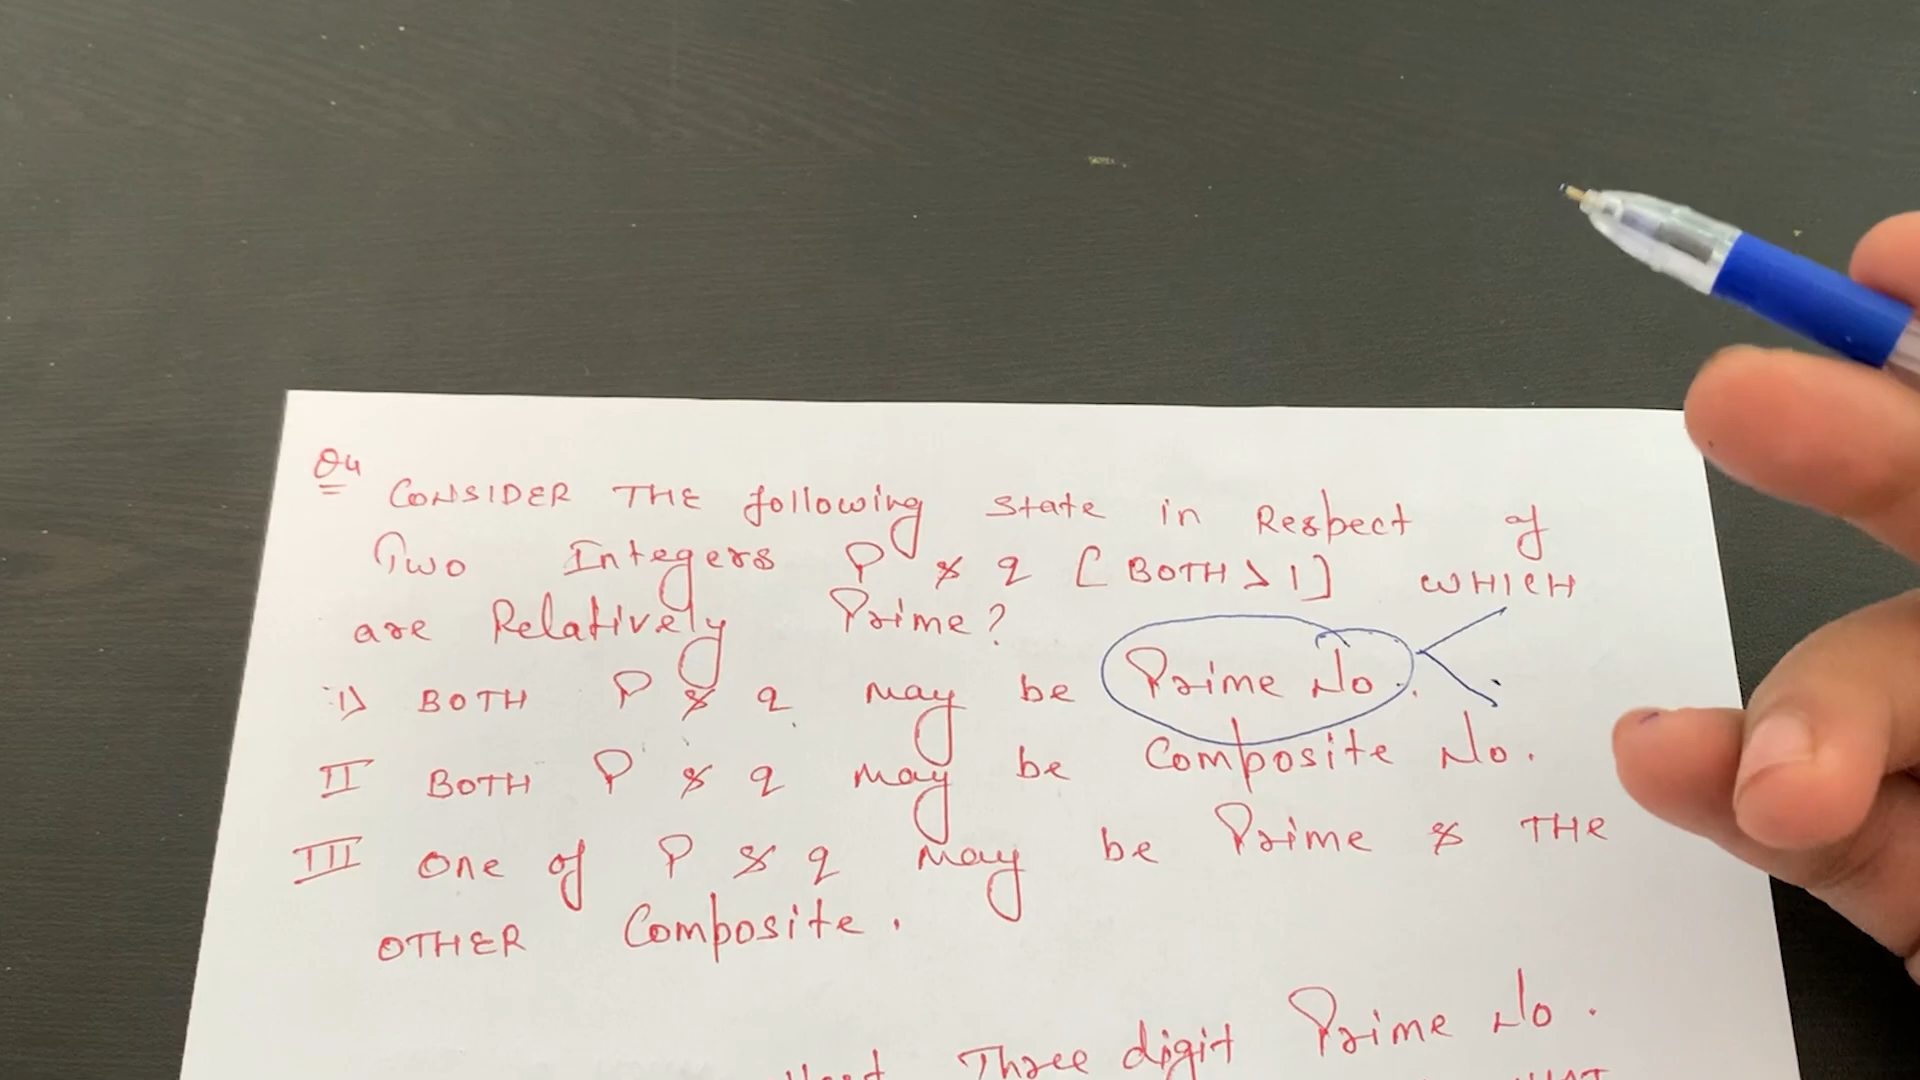 Q4
CONSIDER THE following state in Respect of
Two Integers P & q [BOTH > 1] WHICH
are Relatively Prime?
I) BOTH P & q may be Prime No.
II BOTH P & q may be Composite No.
III One of P & q may be Prime & THE
OTHER Composite.
Three digit Prime No.